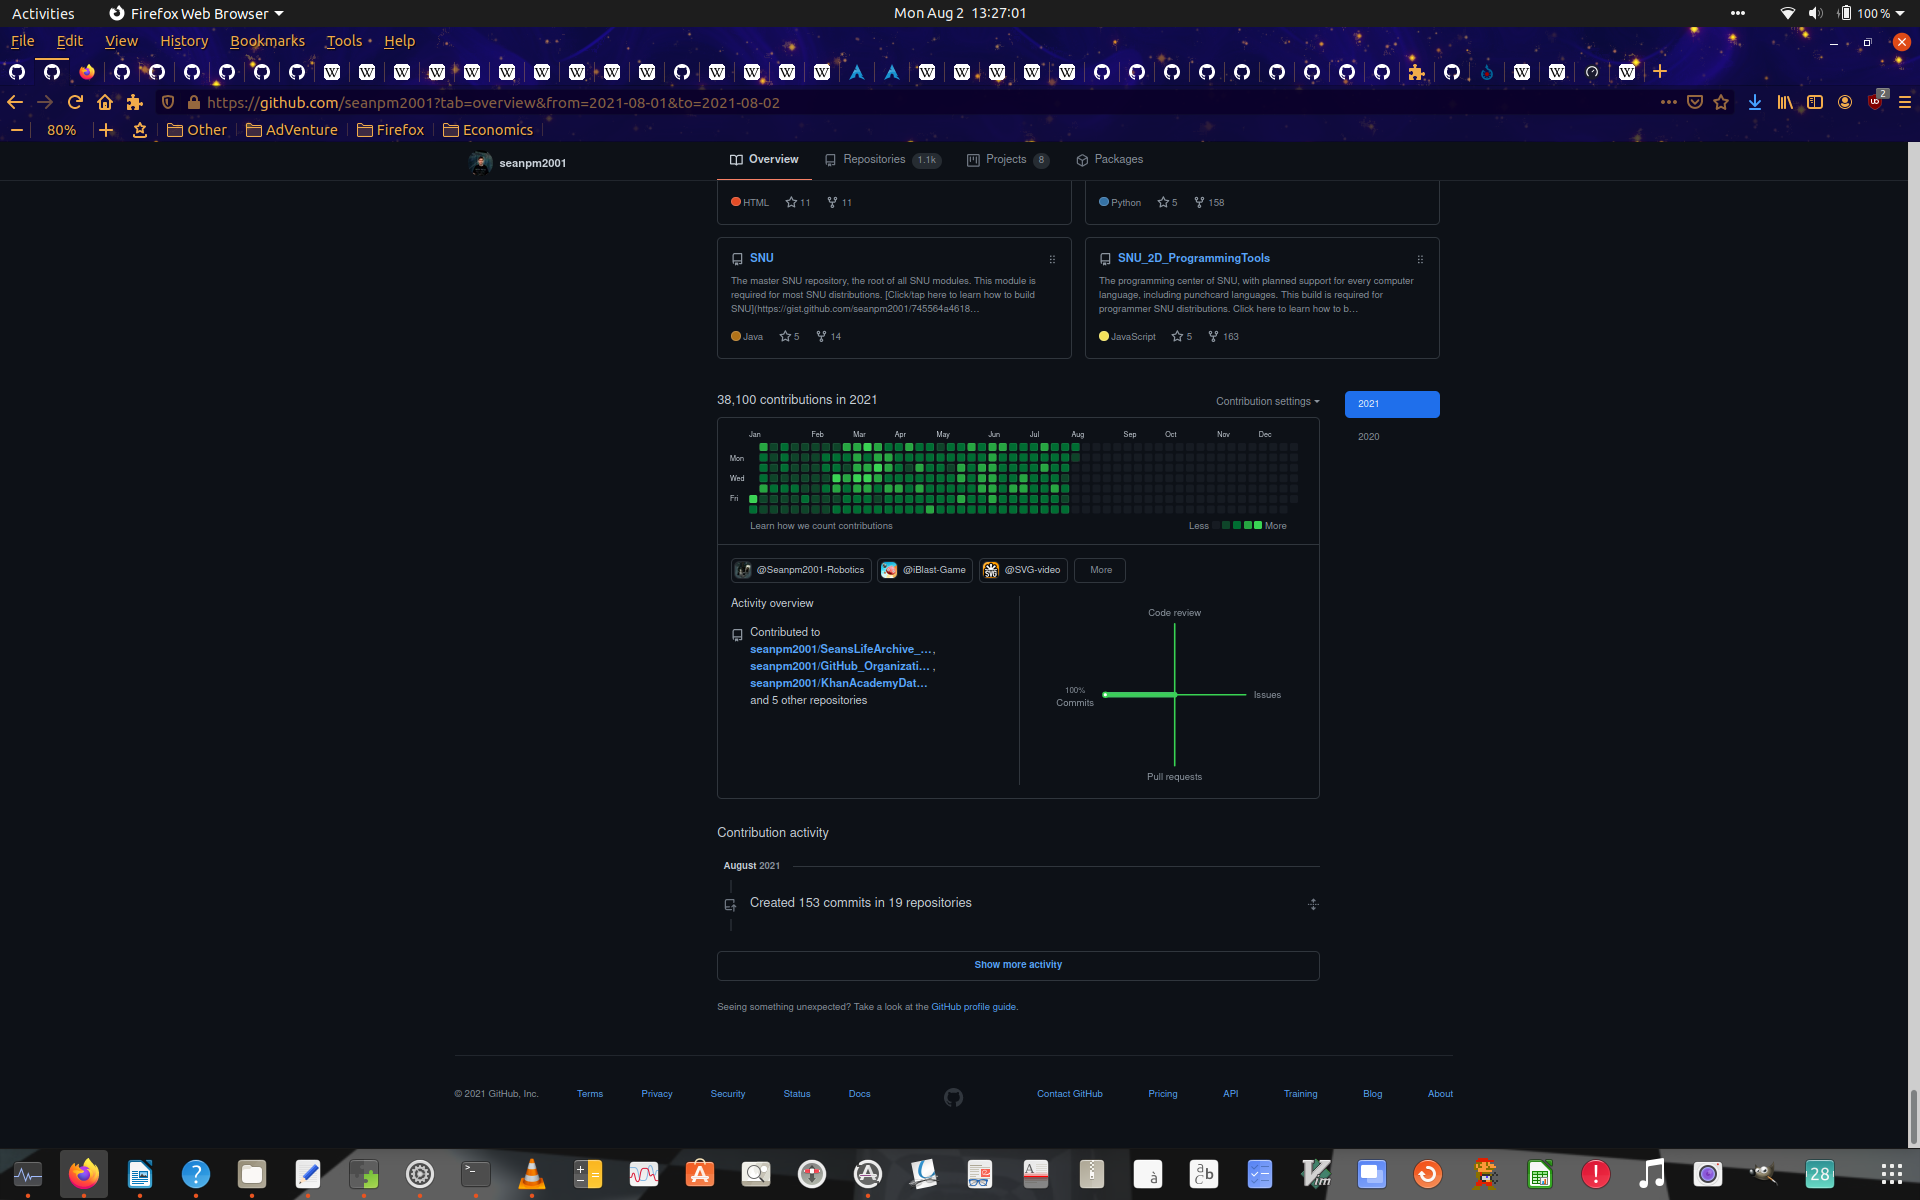 Activities
Firefox Web Browser
Mon Aug 2 13:27:01
100 %
File Edit View History Bookmarks Tools Help
https://github.com/seanpm2001?tab=overview&from=2021-08-01&to=2021-08-02
2
80%
Other
AdVenture
Firefox
Economics
seanpm2001
Overview
Repositories 1.1k
Projects 8
Packages
HTML 11 11
Python 5 158
SNU
The master SNU repository, the root of all SNU modules. This module is
required for most SNU distributions. [Click/tap here to learn how to build
SNU](https://gist.github.com/seanpm2001/745564a4618…
Java 5 14
SNU_2D_ProgrammingTools
The programming center of SNU, with planned support for every computer
language, including punchcard languages. This build is required for
programmer SNU distributions. Click here to learn how to b…
JavaScript 5 163
38,100 contributions in 2021
Contribution settings
2021
2020
Jan Feb Mar Apr May Jun Jul Aug Sep Oct Nov Dec
Mon
Wed
Fri
Learn how we count contributions
Less More
@Seanpm2001-Robotics
@iBlast-Game
@SVG-video
More
Activity overview
Contributed to
seanpm2001/SeansLifeArchive_…,
seanpm2001/GitHub_Organizati… ,
seanpm2001/KhanAcademyDat…
and 5 other repositories
Code review
100%
Commits
Issues
Pull requests
Contribution activity
August 2021
Created 153 commits in 19 repositories
Show more activity
Seeing something unexpected? Take a look at the GitHub profile guide.
© 2021 GitHub, Inc. Terms Privacy Security Status Docs Contact GitHub Pricing API Training Blog About
28